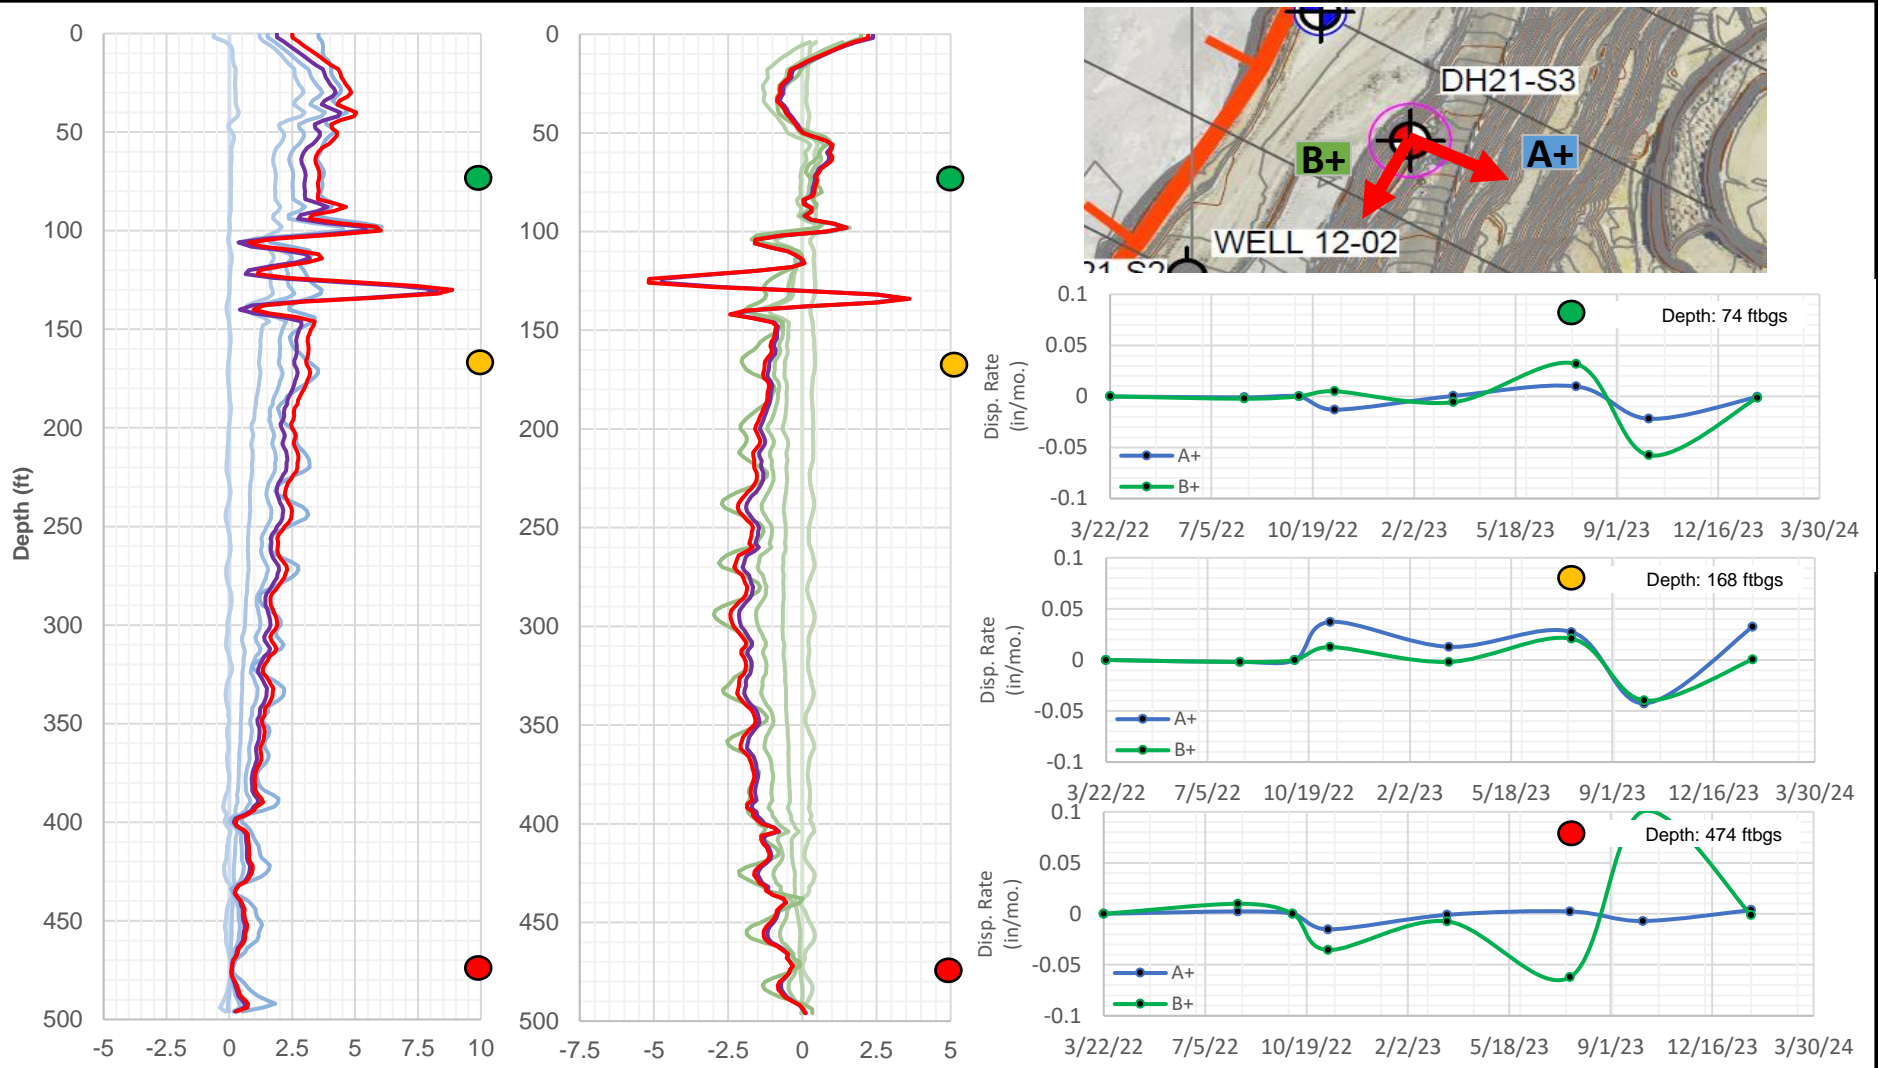 0
50
100
150
200
250
300
350
400
450
500
Depth (ft)
-5 -2.5 0 2.5 5 7.5 10
0
50
100
150
200
250
300
350
400
450
500
-7.5 -5 -2.5 0 2.5 5
DH21-S3
B+
A+
WELL 12-02
21-S2
0.1
0.05
0
-0.05
-0.1
Disp. Rate
(in/mo.)
Depth: 74 ftbgs
A+
B+
3/22/22 7/5/22 10/19/22 2/2/23 5/18/23 9/1/23 12/16/23 3/30/24
0.1
0.05
0
-0.05
-0.1
Disp. Rate
(in/mo.)
Depth: 168 ftbgs
A+
B+
3/22/22 7/5/22 10/19/22 2/2/23 5/18/23 9/1/23 12/16/23 3/30/24
0.1
0.05
0
-0.05
-0.1
Disp. Rate
(in/mo.)
Depth: 474 ftbgs
A+
B+
3/22/22 7/5/22 10/19/22 2/2/23 5/18/23 9/1/23 12/16/23 3/30/24